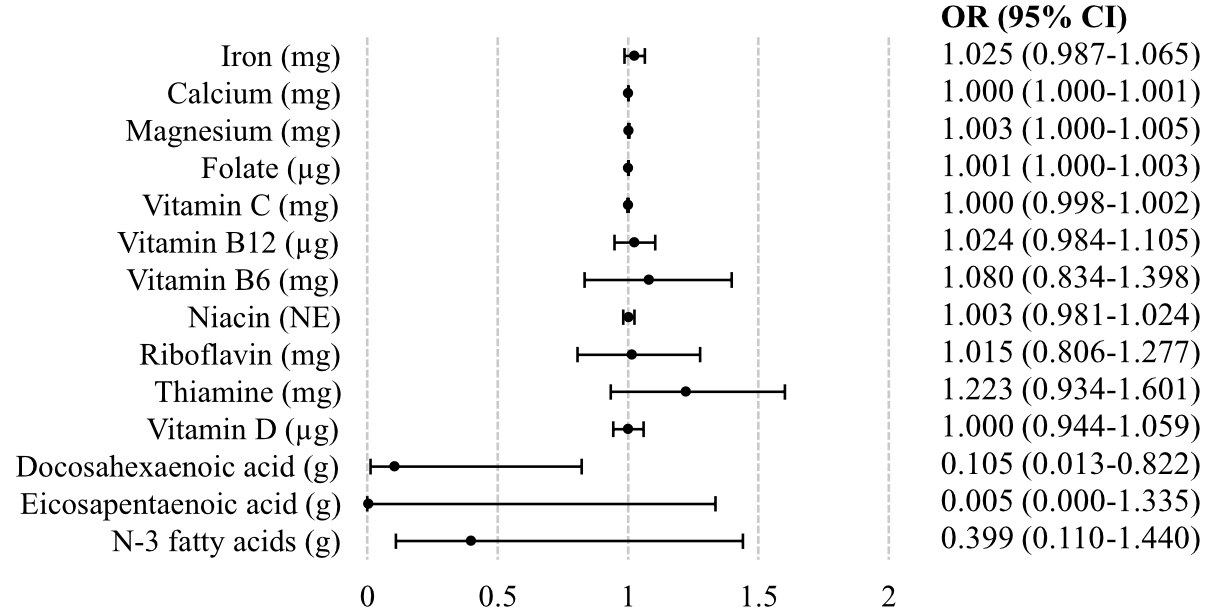 OR (95% CI)
Iron (mg) 1.025 (0.987-1.065)
Calcium (mg) 1.000 (1.000-1.001)
Magnesium (mg) 1.003 (1.000-1.005)
Folate (µg) 1.001 (1.000-1.003)
Vitamin C (mg) 1.000 (0.998-1.002)
Vitamin B12 (µg) 1.024 (0.984-1.105)
Vitamin B6 (mg) 1.080 (0.834-1.398)
Niacin (NE) 1.003 (0.981-1.024)
Riboflavin (mg) 1.015 (0.806-1.277)
Thiamine (mg) 1.223 (0.934-1.601)
Vitamin D (µg) 1.000 (0.944-1.059)
Docosahexaenoic acid (g) 0.105 (0.013-0.822)
Eicosapentaenoic acid (g) 0.005 (0.000-1.335)
N-3 fatty acids (g) 0.399 (0.110-1.440)
0 0.5 1 1.5 2